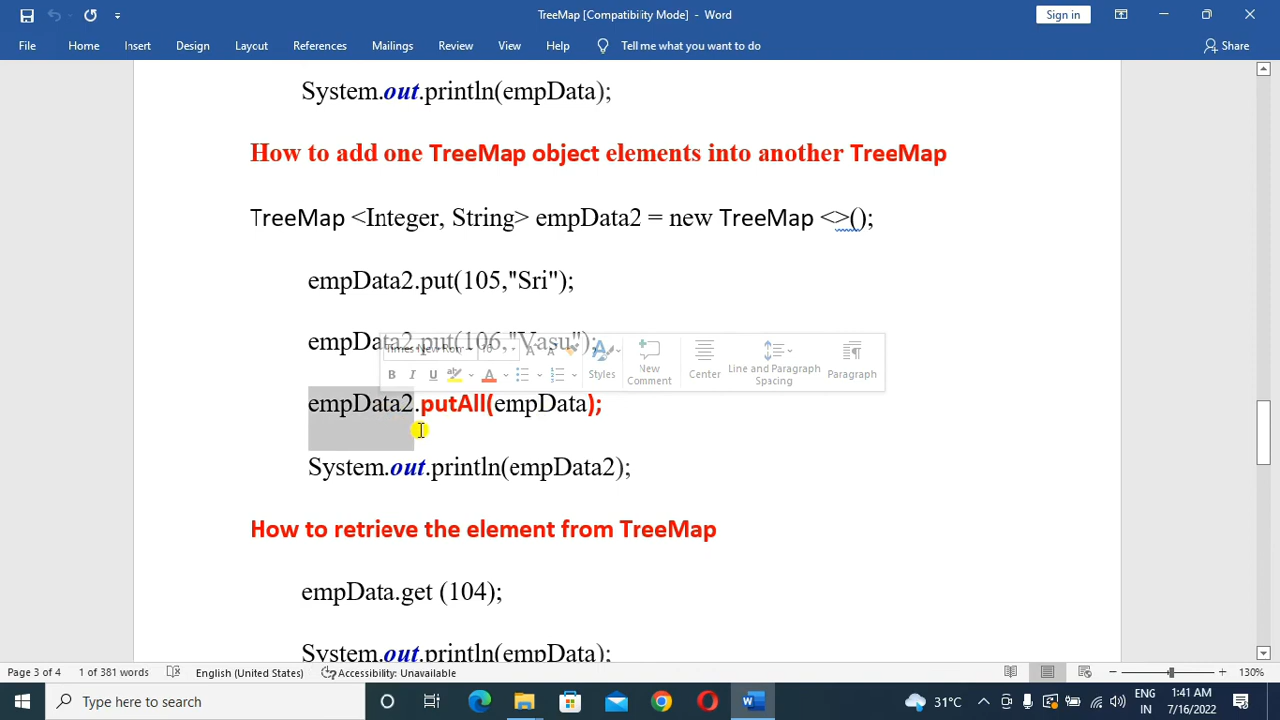 TreeMap [Compatibility Mode] - Word
Sign in
File Home Insert Design Layout References Mailings Review View Help Tell me what you want to do Share
System.out.println(empData);
How to add one TreeMap object elements into another TreeMap
TreeMap <Integer, String> empData2 = new TreeMap <>();
empData2.put(105,"Sri");
empData2.put(106,"Vasu");
Times New Rom 16
B I U A
Styles
New Comment
Center
Line and Paragraph Spacing
Paragraph
empData2.putAll(empData);
System.out.println(empData2);
How to retrieve the element from TreeMap
empData.get (104);
System.out.println(empData);
Page 3 of 4 1 of 381 words English (United States) Accessibility: Unavailable 130%
Type here to search
31°C
ENG
IN
1:41 AM
7/16/2022